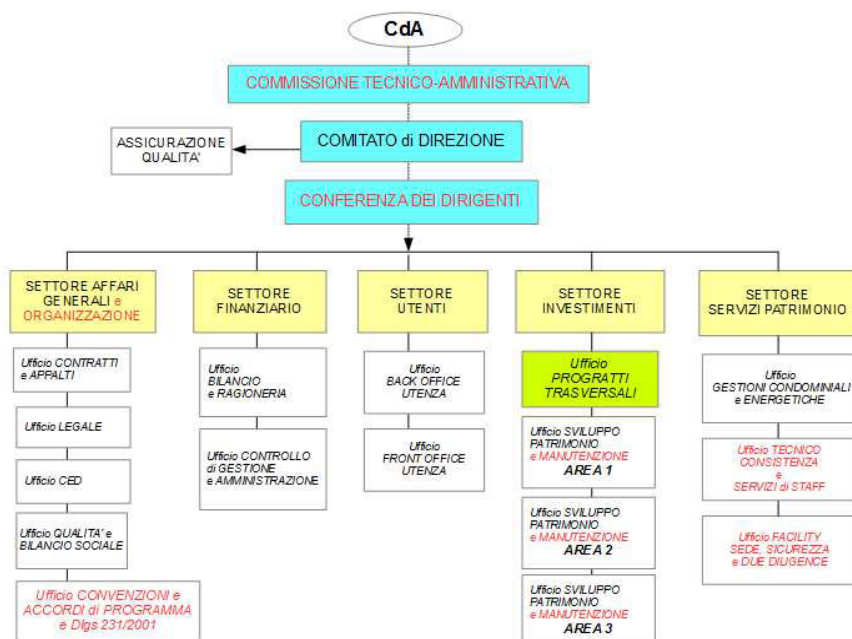 CdA
COMMISSIONE TECNICO-AMMINISTRATIVA
COMITATO di DIREZIONE
ASSICURAZIONE
QUALITA'
CONFERENZA DEI DIRIGENTI
SETTORE AFFARI
GENERALI e
ORGANIZZAZIONE
Ufficio CONTRATTI
e APPALTI
Ufficio LEGALE
Ufficio CED
Ufficio QUALITA' e
BILANCIO SOCIALE
Ufficio CONVENZIONI e
ACCORDI di PROGRAMMA
e Dlgs 231/2001
SETTORE
FINANZIARIO
Ufficio
BILANCIO
e RAGIONERIA
Ufficio CONTROLLO
di GESTIONE
e AMMINISTRAZIONE
SETTORE
UTENTI
Ufficio
BACK OFFICE
UTENZA
Ufficio
FRONT OFFICE
UTENZA
SETTORE
INVESTIMENTI
Ufficio
PROGRATTI
TRASVERSALI
Ufficio SVILUPPO
PATRIMONIO
e MANUTENZIONE
AREA 1
Ufficio SVILUPPO
PATRIMONIO
e MANUTENZIONE
AREA 2
Ufficio SVILUPPO
PATRIMONIO
e MANUTENZIONE
AREA 3
SETTORE
SERVIZI PATRIMONIO
Ufficio
GESTIONI CONDOMINIALI
e ENERGETICHE
Ufficio TECNICO
CONSISTENZA
e
SERVIZI di STAFF
Ufficio FACILITY
SEDE, SICUREZZA
e DUE DILIGENCE